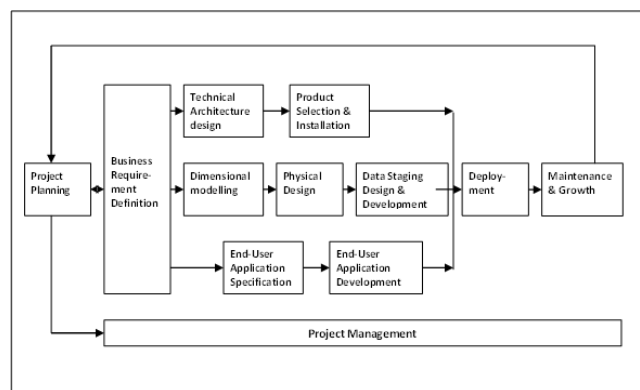 Technical
Architecture
design
Product
Selection &
Installation
Project
Planning
Business
Require-
ment
Definition
Dimensional
modelling
Physical
Design
Data Staging
Design &
Development
Deploy-
ment
Maintenance
& Growth
End-User
Application
Specification
End-User
Application
Development
Project Management